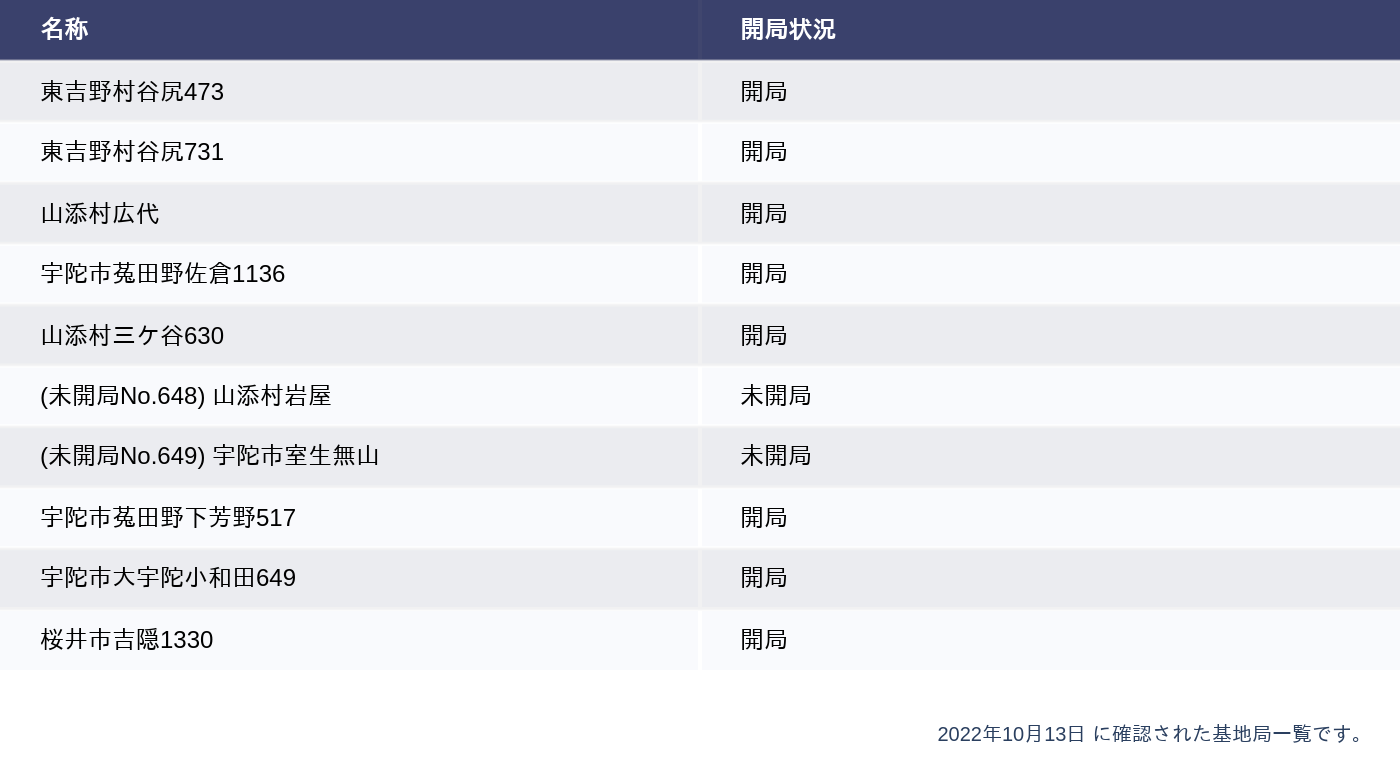 名称 開局状況
東吉野村谷尻473 開局
東吉野村谷尻731 開局
山添村広代 開局
宇陀市菟田野佐倉1136 開局
山添村三ケ谷630 開局
(未開局No.648) 山添村岩屋 未開局
(未開局No.649) 宇陀市室生無山 未開局
宇陀市菟田野下芳野517 開局
宇陀市大宇陀小和田649 開局
桜井市吉隠1330 開局
2022年10月13日 に確認された基地局一覧です。